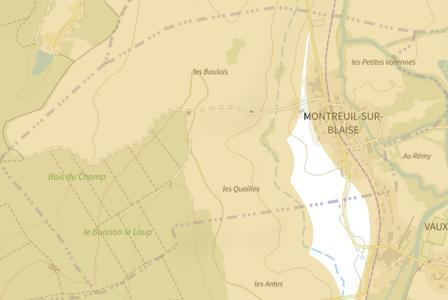 les Baulois
les Petites Varennes
MONTREUIL-SUR-
BLAISE
Au Rémy
Bois du Champ
les Quoilles
le Buisson le Loup
VAUX
les Antes